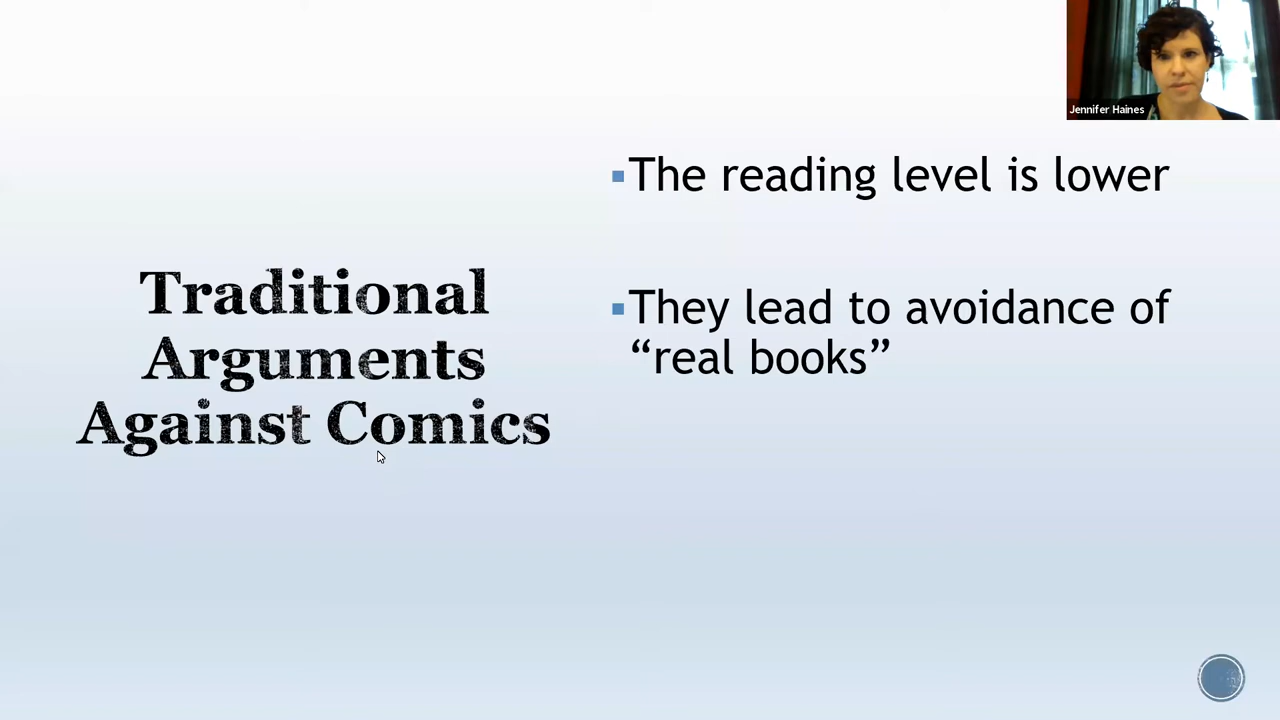 Jennifer Haines
Traditional
Arguments
Against Comics
▪The reading level is lower
▪They lead to avoidance of
“real books”